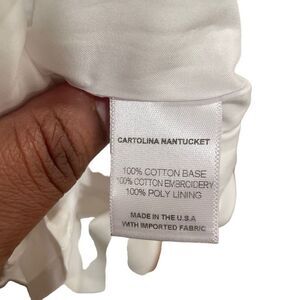 CARTOLINA NANTUCKET
100% COTTON BASE
100% COTTON EMBROIDERY
100% POLY LINING
MADE IN THE U.S.A
WITH IMPORTED FABRIC